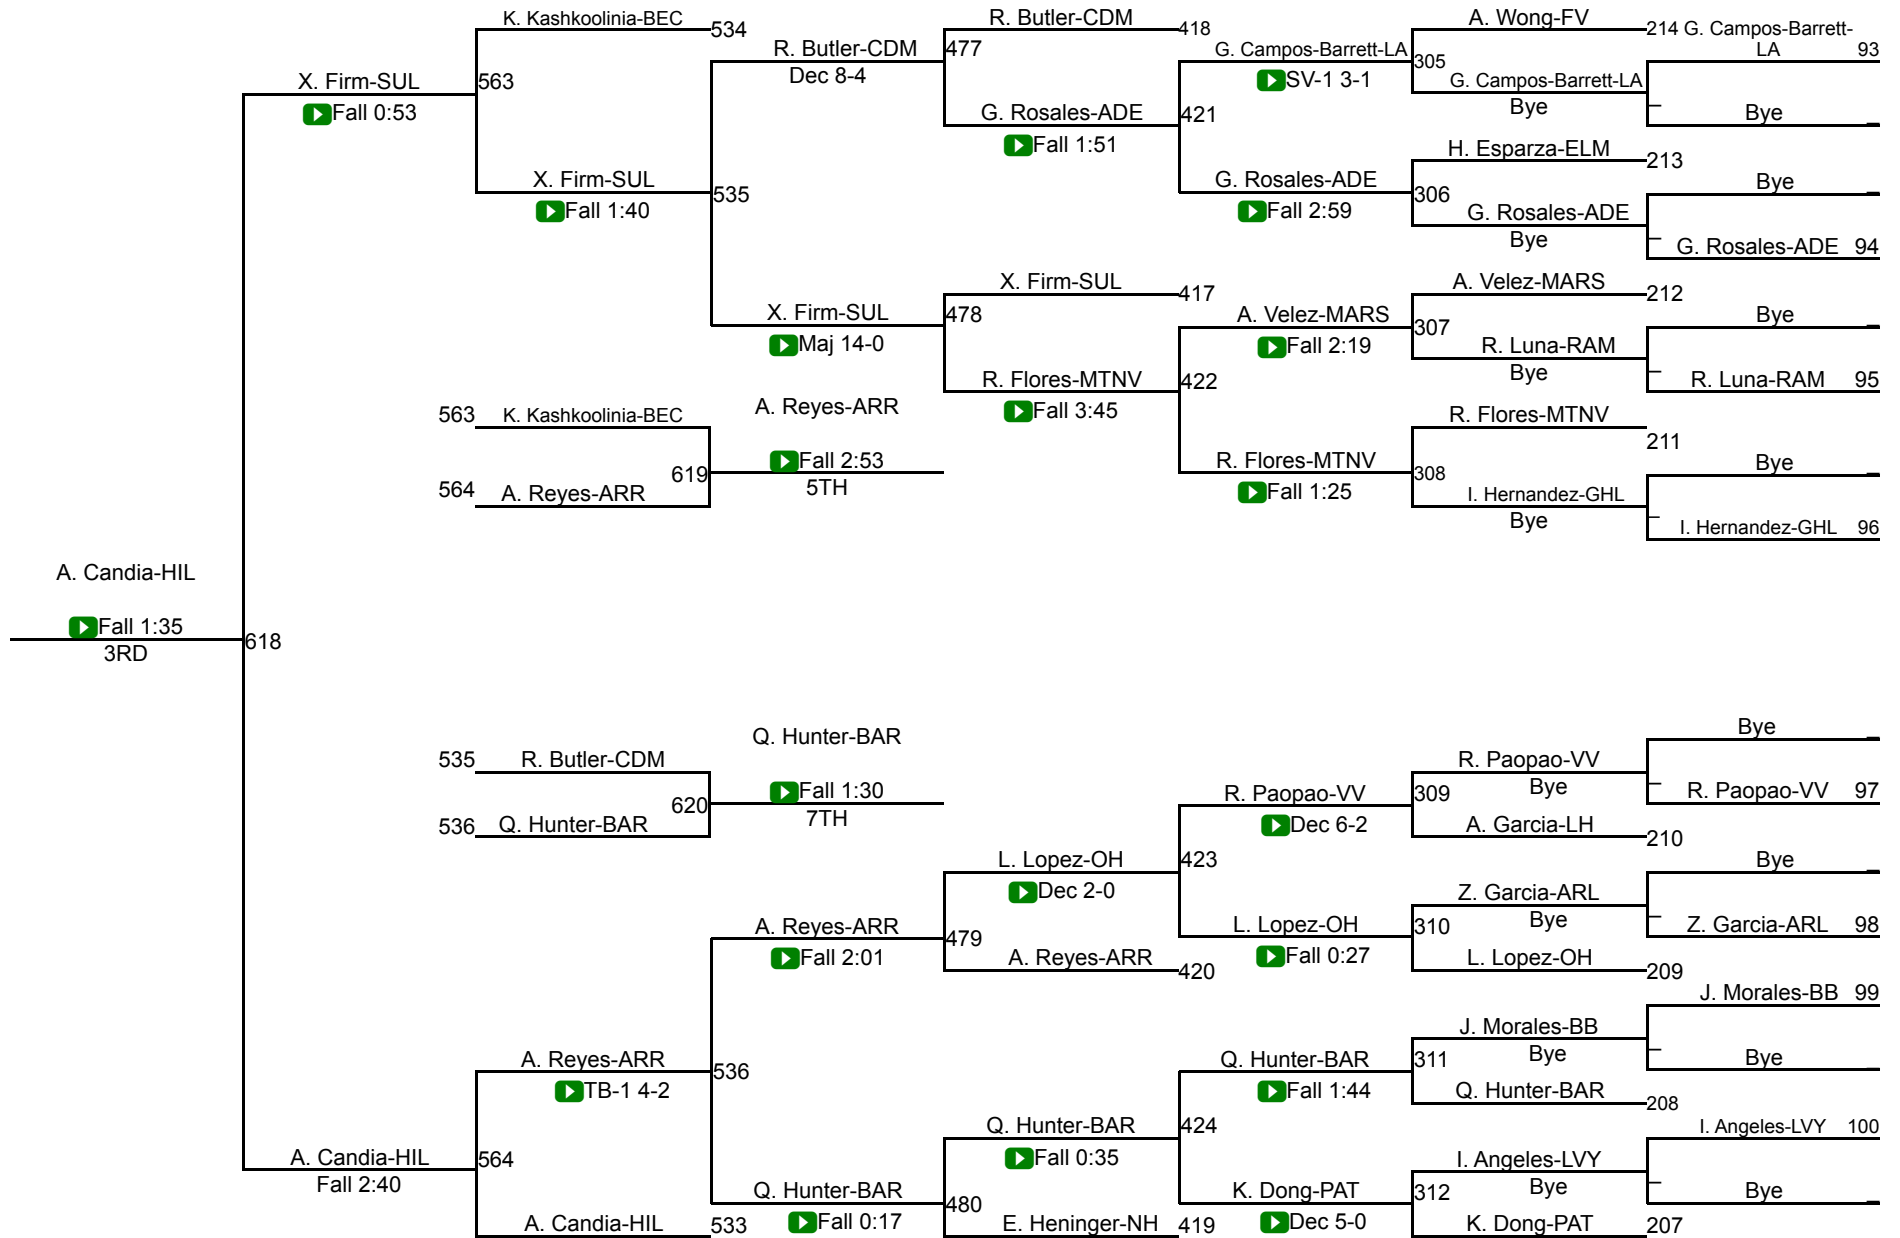 K. Kashkoolinia-BEC
534
R. Butler-CDM
418
A. Wong-FV
214
G. Campos-Barrett-
LA
93
R. Butler-CDM
Dec 8-4
477
G. Campos-Barrett-LA
SV-1 3-1
305
G. Campos-Barrett-LA
Bye
Bye
X. Firm-SUL
Fall 0:53
563
G. Rosales-ADE
Fall 1:51
421
H. Esparza-ELM
213
Bye
X. Firm-SUL
Fall 1:40
535
G. Rosales-ADE
Fall 2:59
306
G. Rosales-ADE
Bye
G. Rosales-ADE
94
X. Firm-SUL
417
A. Velez-MARS
212
Bye
X. Firm-SUL
Maj 14-0
478
A. Velez-MARS
Fall 2:19
307
R. Luna-RAM
Bye
R. Luna-RAM
95
R. Flores-MTNV
Fall 3:45
422
563
K. Kashkoolinia-BEC
A. Reyes-ARR
R. Flores-MTNV
211
Fall 2:53
5TH
619
R. Flores-MTNV
Fall 1:25
308
Bye
564
A. Reyes-ARR
I. Hernandez-GHL
Bye
I. Hernandez-GHL
96
A. Candia-HIL
Fall 1:35
3RD
618
Q. Hunter-BAR
Bye
535
R. Butler-CDM
R. Paopao-VV
Bye
Fall 1:30
7TH
620
R. Paopao-VV
Dec 6-2
309
R. Paopao-VV
97
536
Q. Hunter-BAR
A. Garcia-LH
210
L. Lopez-OH
Dec 2-0
423
Bye
Z. Garcia-ARL
Bye
A. Reyes-ARR
Fall 2:01
479
L. Lopez-OH
Fall 0:27
310
Z. Garcia-ARL
98
A. Reyes-ARR
420
L. Lopez-OH
209
J. Morales-BB
99
J. Morales-BB
Bye
A. Reyes-ARR
TB-1 4-2
536
Q. Hunter-BAR
Fall 1:44
311
Bye
Q. Hunter-BAR
208
Q. Hunter-BAR
Fall 0:35
424
I. Angeles-LVY
100
A. Candia-HIL
Fall 2:40
564
I. Angeles-LVY
Bye
Q. Hunter-BAR
Fall 0:17
480
K. Dong-PAT
Dec 5-0
312
Bye
A. Candia-HIL
533
E. Heninger-NH
419
K. Dong-PAT
207